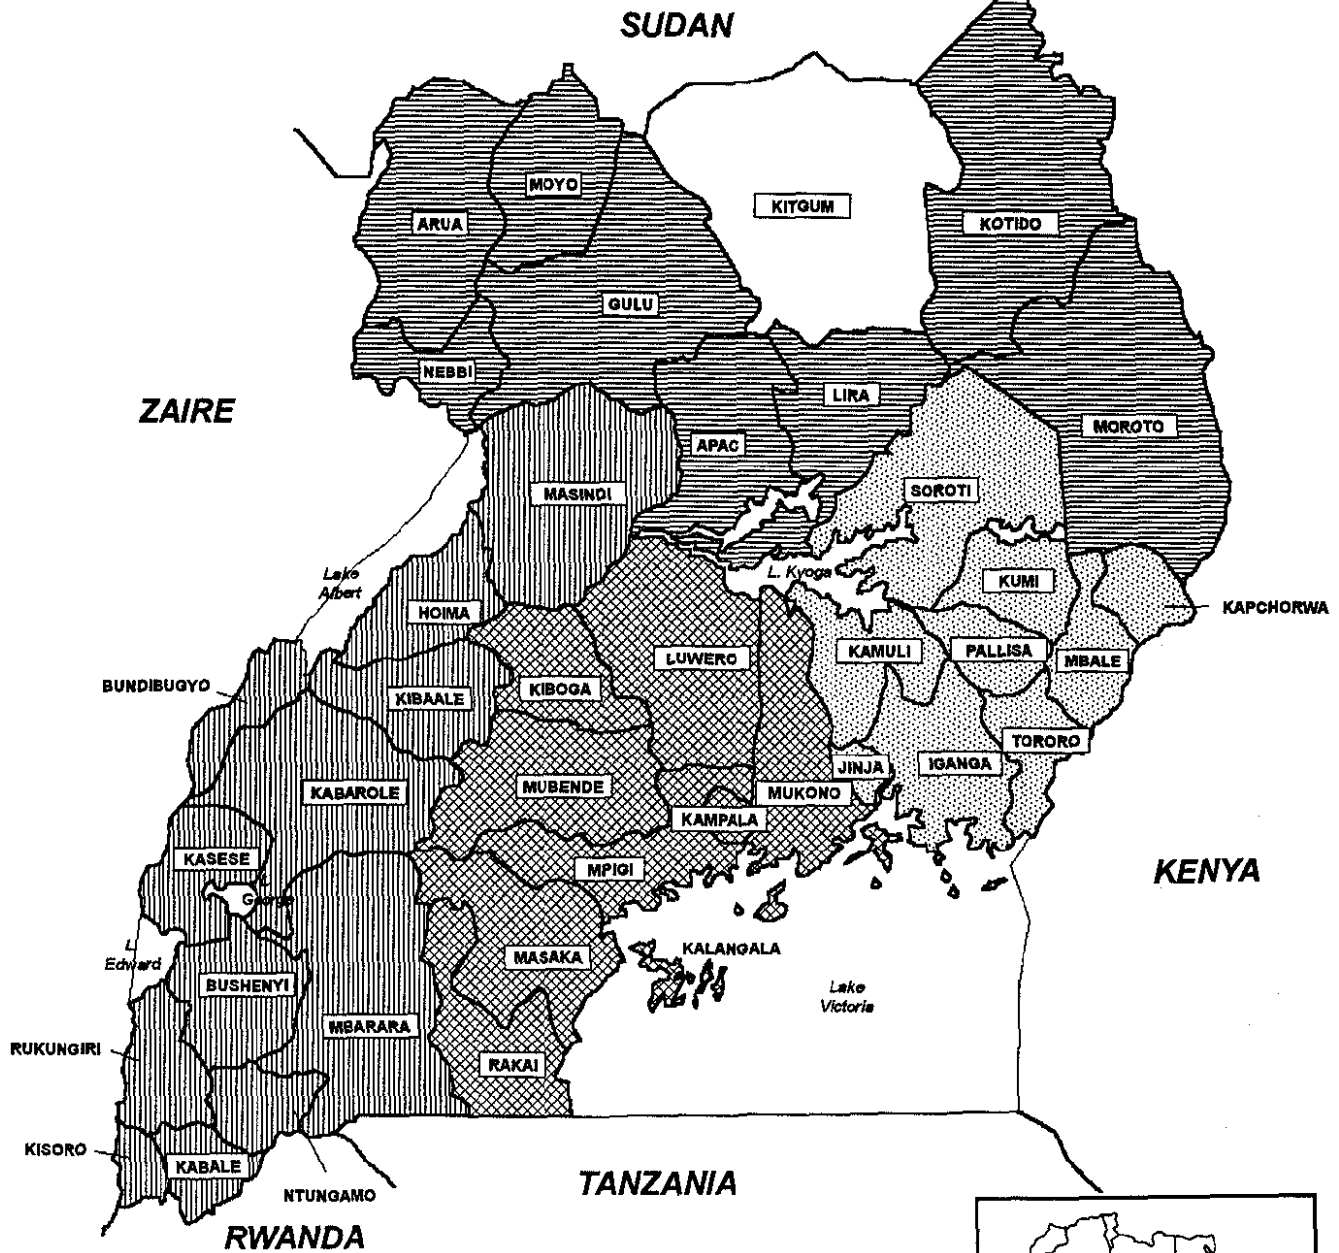 SUDAN
MOYO
KITGUM
ARUA
KOTIDO
GULU
NEBBI
LIRA
ZAIRE
MOROTO
APAC
MASINDI
SOROTI
L. Kyoga
Lake
Albert
KUMI
HOIMA
KAPCHORWA
KAMULI
PALLISA
LUWERO
MBALE
BUNDIBUGYO
KIBAALE
KIBOGA
TORORO
JINJA
IGANGA
KABAROLE
MUBENDE
MUKONO
KAMPALA
KASESE
MPIGI
KENYA
L.
George
L.
Edward
KALANGALA
MASAKA
BUSHENYI
Lake
Victoria
MBARARA
RUKUNGIRI
RAKAI
KISORO
KABALE
NTUNGAMO
TANZANIA
RWANDA